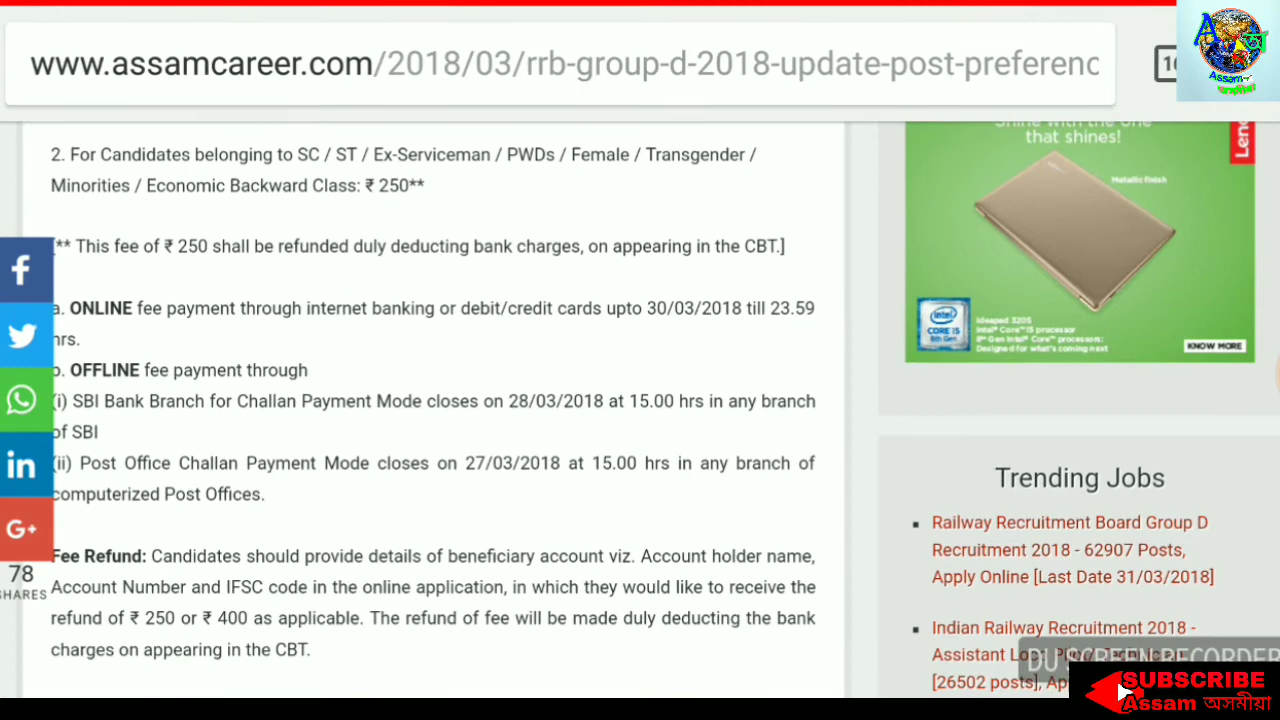 www.assamcareer.com/2018/03/rrb-group-d-2018-update-post-preferenc
2. For Candidates belonging to SC / ST / Ex-Serviceman / PWDs / Female / Transgender /
Minorities / Economic Backward Class: ₹ 250**
[** This fee of ₹ 250 shall be refunded duly deducting bank charges, on appearing in the CBT.]
a. ONLINE fee payment through internet banking or debit/credit cards upto 30/03/2018 till 23.59
hrs.
b. OFFLINE fee payment through
(i) SBI Bank Branch for Challan Payment Mode closes on 28/03/2018 at 15.00 hrs in any branch
of SBI
(ii) Post Office Challan Payment Mode closes on 27/03/2018 at 15.00 hrs in any branch of
computerized Post Offices.
Fee Refund: Candidates should provide details of beneficiary account viz. Account holder name,
Account Number and IFSC code in the online application, in which they would like to receive the
refund of ₹ 250 or ₹ 400 as applicable. The refund of fee will be made duly deducting the bank
charges on appearing in the CBT.
78
SHARES
Shine with the one
that shines!
Metallic finish
intel
CORE i5
8th Gen
Ideapad 320S
Intel® Core™ i5 processor
8th Gen Intel® Core™ processors:
Designed for what's coming next
KNOW MORE
Trending Jobs
Railway Recruitment Board Group D
Recruitment 2018 - 62907 Posts,
Apply Online [Last Date 31/03/2018]
Indian Railway Recruitment 2018 -
Assistant
[26502 posts],
DU SCREEN RECORDER
SUBSCRIBE
Assam অসমীয়া